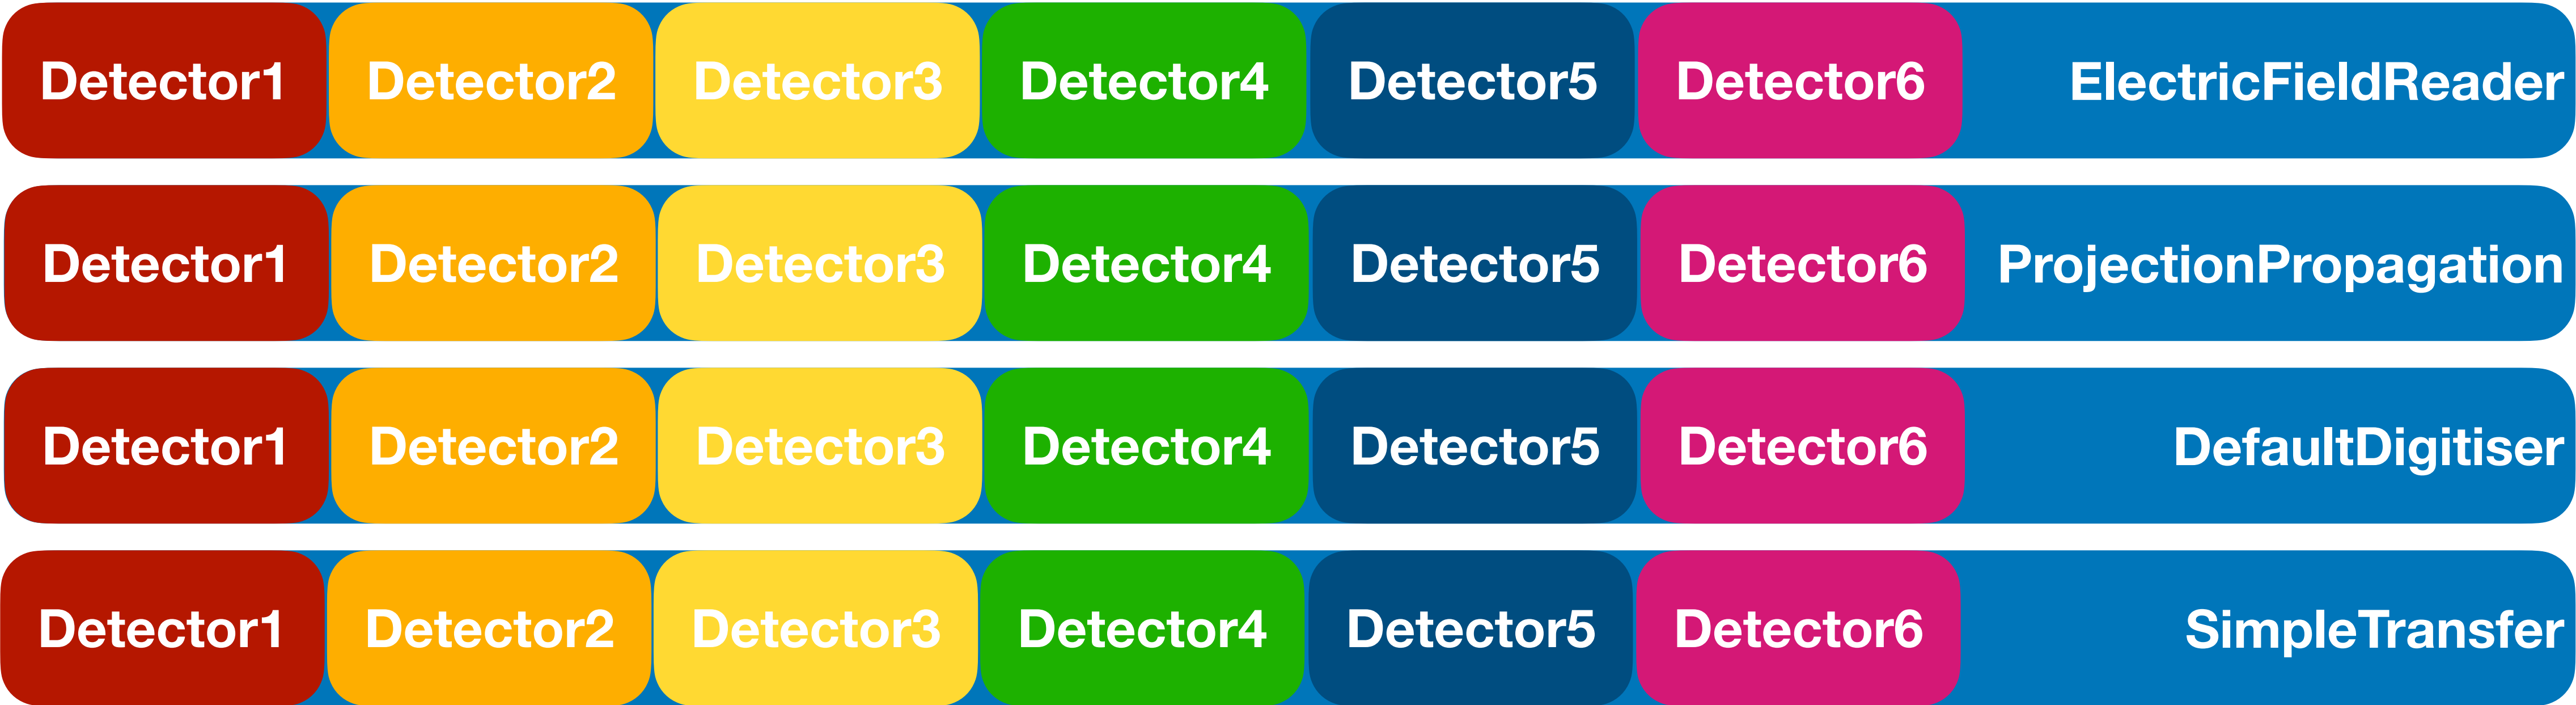 Detector1 Detector2 Detector3 Detector4 Detector5 Detector6 ElectricFieldReader
Detector1 Detector2 Detector3 Detector4 Detector5 Detector6 ProjectionPropagation
Detector1 Detector2 Detector3 Detector4 Detector5 Detector6 DefaultDigitiser
Detector1 Detector2 Detector3 Detector4 Detector5 Detector6 SimpleTransfer